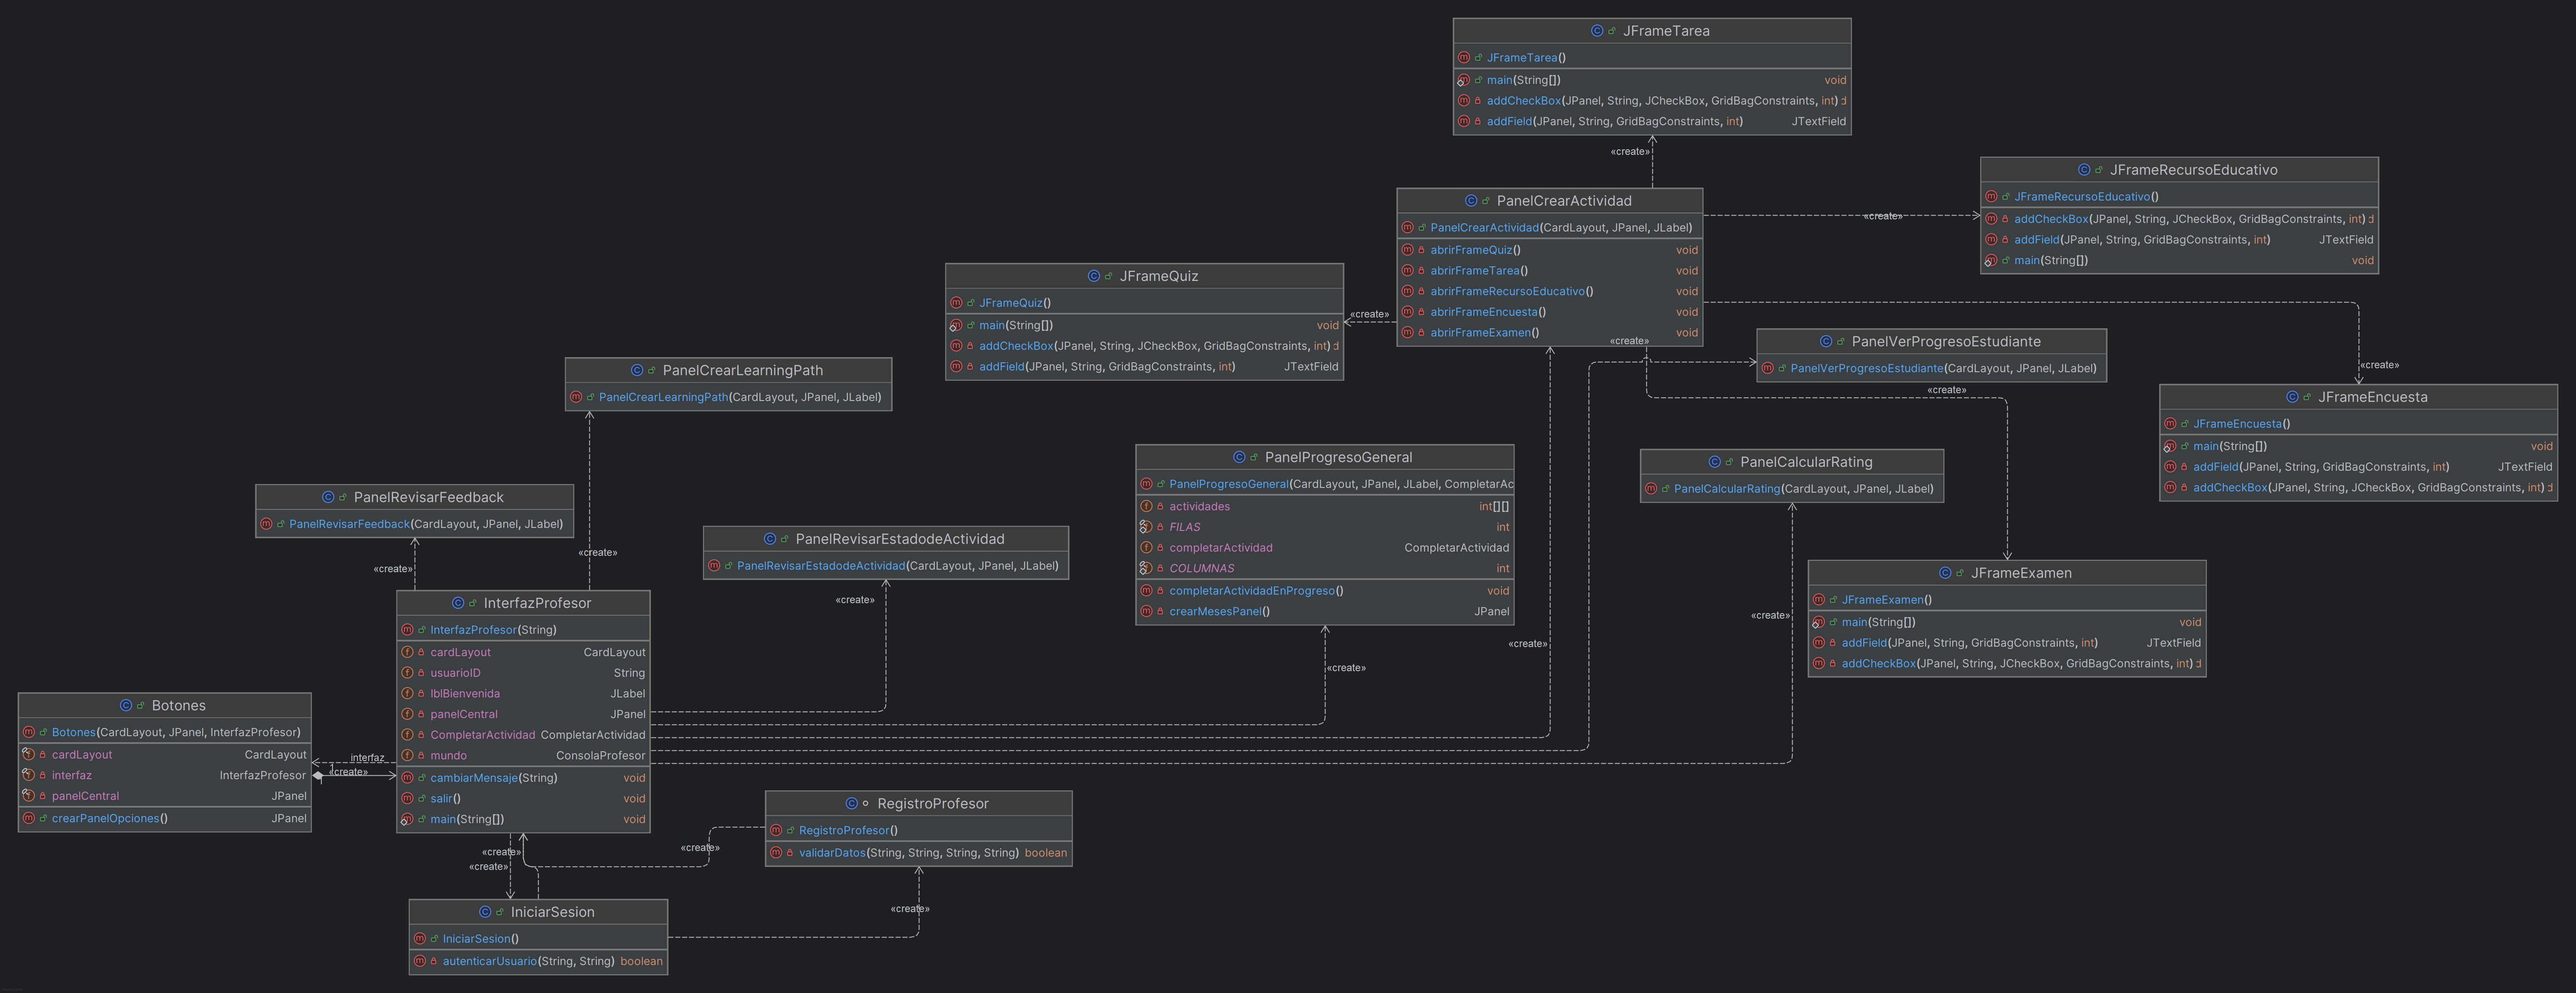 JFrameTarea
JFrameTarea()
main(String[]) void
addCheckBox(JPanel, String, JCheckBox, GridBagConstraints, int)
addField(JPanel, String, GridBagConstraints, int) JTextField
«create»
JFrameRecursoEducativo
JFrameRecursoEducativo()
addCheckBox(JPanel, String, JCheckBox, GridBagConstraints, int)
addField(JPanel, String, GridBagConstraints, int) JTextField
main(String[]) void
PanelCrearActividad
PanelCrearActividad(CardLayout, JPanel, JLabel)
abrirFrameQuiz() void
abrirFrameTarea() void
abrirFrameRecursoEducativo() void
abrirFrameEncuesta() void
abrirFrameExamen() void
«create»
«create»
JFrameQuiz
JFrameQuiz()
main(String[]) void
addCheckBox(JPanel, String, JCheckBox, GridBagConstraints, int)
addField(JPanel, String, GridBagConstraints, int) JTextField
«create»
PanelVerProgresoEstudiante
PanelVerProgresoEstudiante(CardLayout, JPanel, JLabel)
«create»
«create»
PanelCrearLearningPath
PanelCrearLearningPath(CardLayout, JPanel, JLabel)
JFrameEncuesta
JFrameEncuesta()
main(String[]) void
addField(JPanel, String, GridBagConstraints, int) JTextField
addCheckBox(JPanel, String, JCheckBox, GridBagConstraints, int)
PanelProgresoGeneral
PanelProgresoGeneral(CardLayout, JPanel, JLabel, CompletarAc
actividades int[][]
FILAS int
completarActividad CompletarActividad
COLUMNAS int
completarActividadEnProgreso() void
crearMesesPanel() JPanel
PanelCalcularRating
PanelCalcularRating(CardLayout, JPanel, JLabel)
PanelRevisarFeedback
PanelRevisarFeedback(CardLayout, JPanel, JLabel)
PanelRevisarEstadodeActividad
PanelRevisarEstadodeActividad(CardLayout, JPanel, JLabel)
«create»
«create»
«create»
JFrameExamen
JFrameExamen()
main(String[]) void
addField(JPanel, String, GridBagConstraints, int) JTextField
addCheckBox(JPanel, String, JCheckBox, GridBagConstraints, int)
«create»
«create»
«create»
InterfazProfesor
InterfazProfesor(String)
cardLayout CardLayout
usuarioID String
lblBienvenida JLabel
panelCentral JPanel
CompletarActividad CompletarActividad
mundo ConsolaProfesor
cambiarMensaje(String) void
salir() void
main(String[]) void
Botones
Botones(CardLayout, JPanel, InterfazProfesor)
cardLayout CardLayout
interfaz InterfazProfesor
panelCentral JPanel
crearPanelOpciones() JPanel
interfaz
1
«create»
1
RegistroProfesor
RegistroProfesor()
validarDatos(String, String, String, String) boolean
«create»
«create»
«create»
«create»
IniciarSesion
IniciarSesion()
autenticarUsuario(String, String) boolean